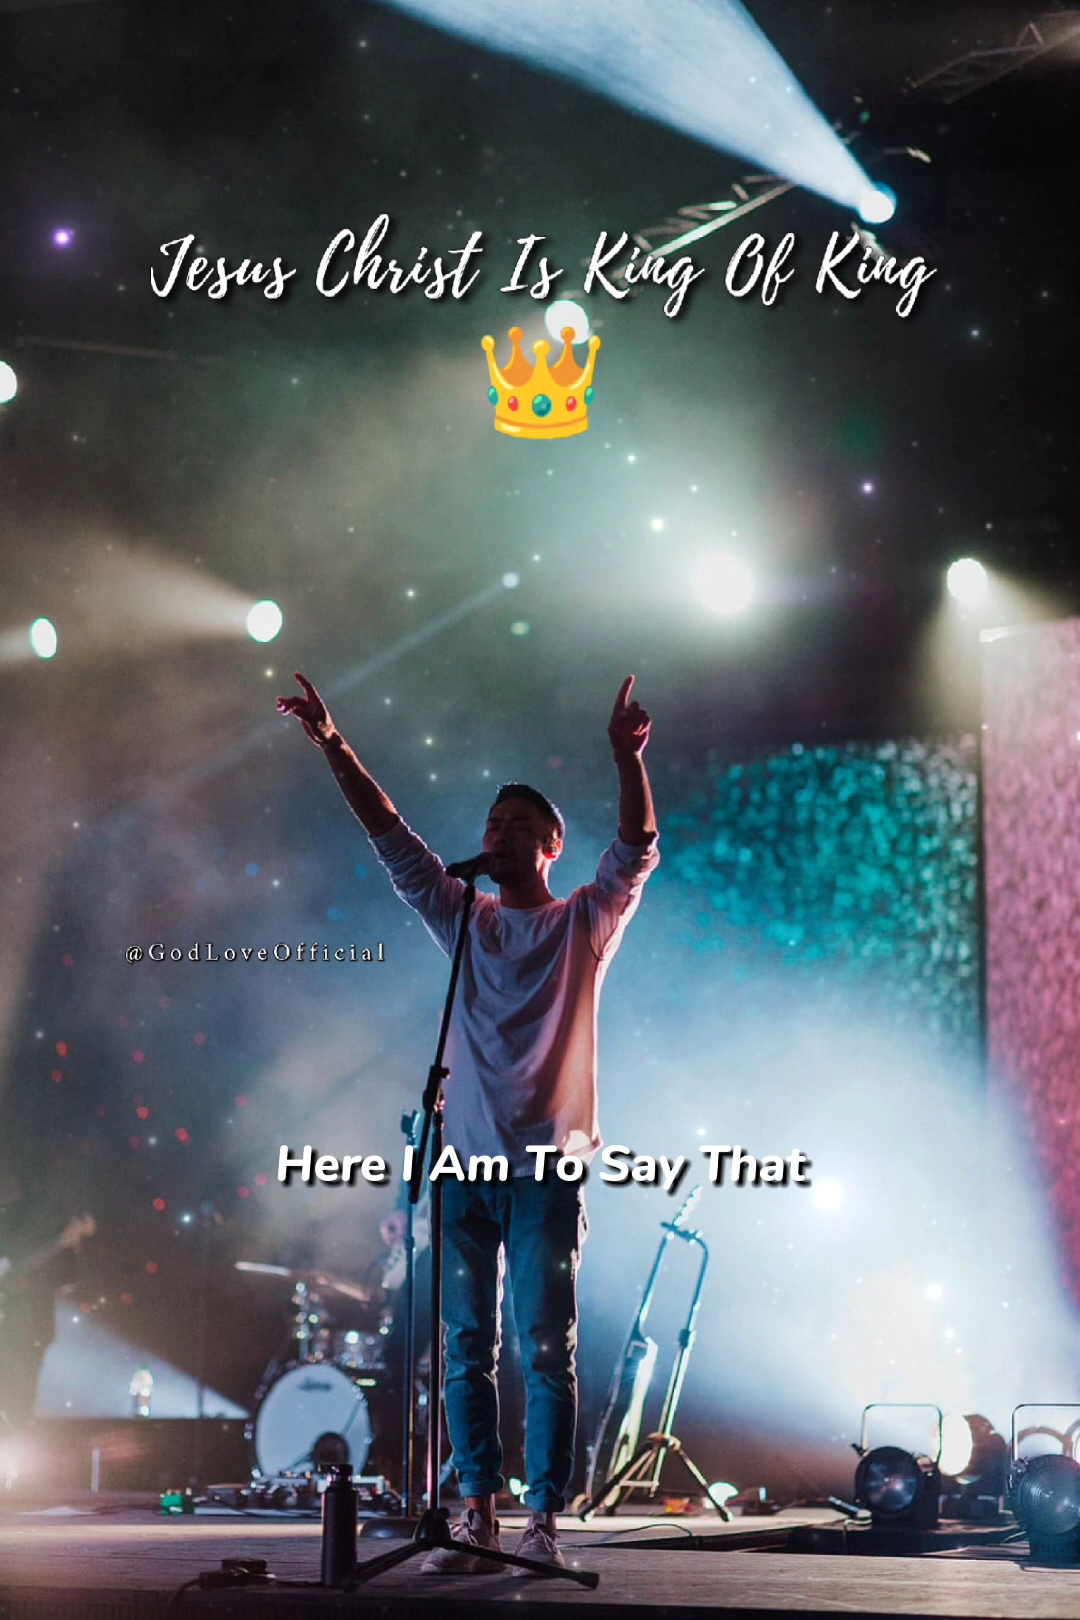 Jesus Christ Is King Of King
@GodLoveOfficial
Here I Am To Say That